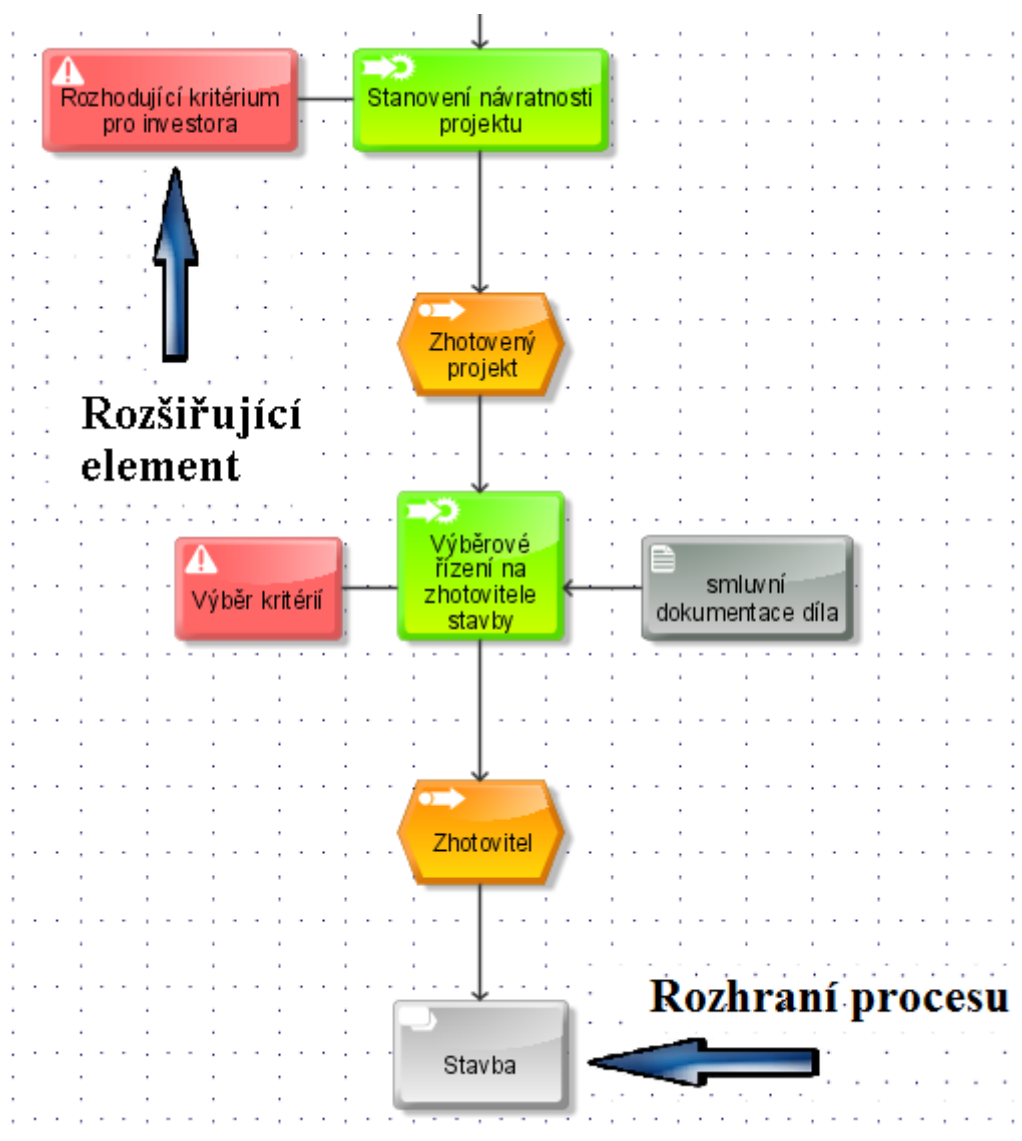 Rozhodující kritérium
pro investora
Stanovení návratnosti
projektu
Zhotovený
projekt
Rozšiřující
element
Výběr kritérií
Výběrové
řízení na
zhotovitele
stavby
smluvní
dokumentace díla
Zhotovitel
Rozhraní procesu
Stavba